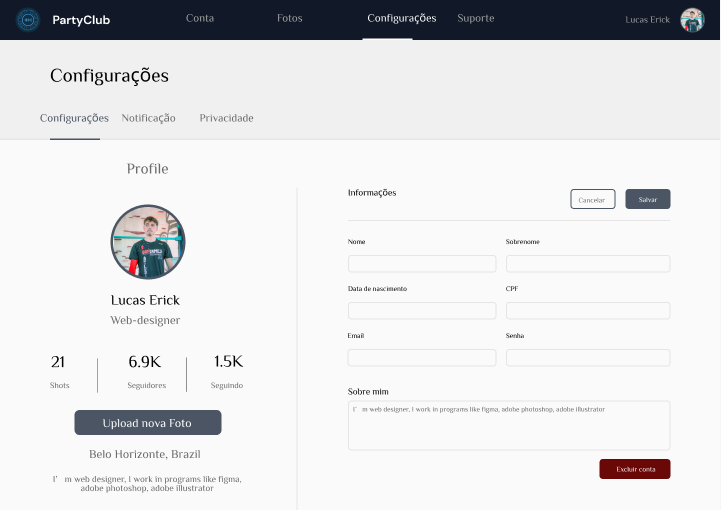 PartyClub
Conta
Fotos
Configurações
Suporte
Lucas Erick
Configurações
Configurações
Notificação
Privacidade
Profile
Lucas Erick
Web-designer
21
6.9K
1.5K
Shots
Seguidores
Seguindo
Upload nova Foto
Belo Horizonte, Brazil
I' m web designer, I work in programs like figma,
adobe photoshop, adobe illustrator
Informações
Cancelar
Salvar
Nome
Sobrenome
Data de nascimento
CPF
Email
Senha
Sobre mim
I' m web designer, I work in programs like figma, adobe photoshop, adobe illustrator
Excluir conta